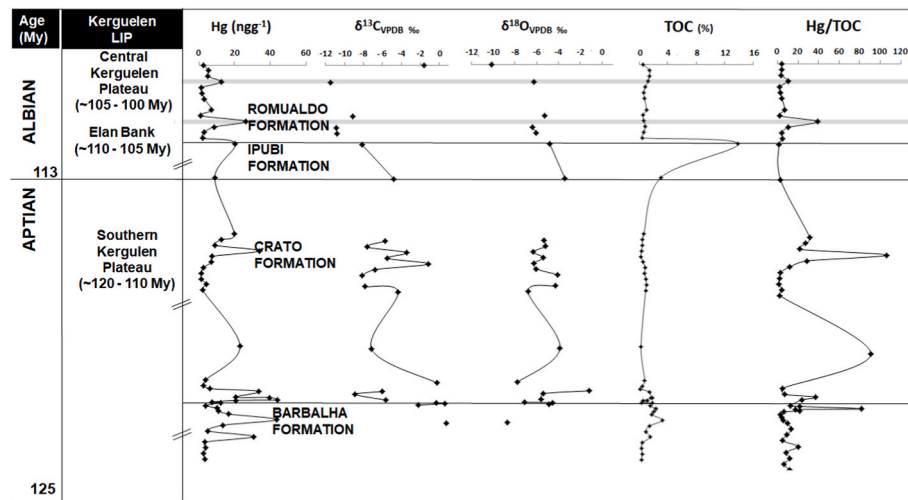 Age (My)
Kerguelen LIP
Hg (ngg⁻¹)
δ¹³C VPDB ‰
δ¹⁸O VPDB ‰
TOC (%)
Hg/TOC
0 20 40 60
-12 -10 -8 -6 -4 -2 0
-12 -10 -8 -6 -4 -2 0
0 4 8 12 16
0 20 40 60 80 100 120
ALBIAN
Central
Kerguelen
Plateau
(~105 - 100 My)
ROMUALDO
FORMATION
Elan Bank
(~110 - 105 My)
IPUBI
FORMATION
113
APTIAN
Southern
Kergulen
Plateau
(~120 - 110 My)
CRATO
FORMATION
BARBALHA
FORMATION
125